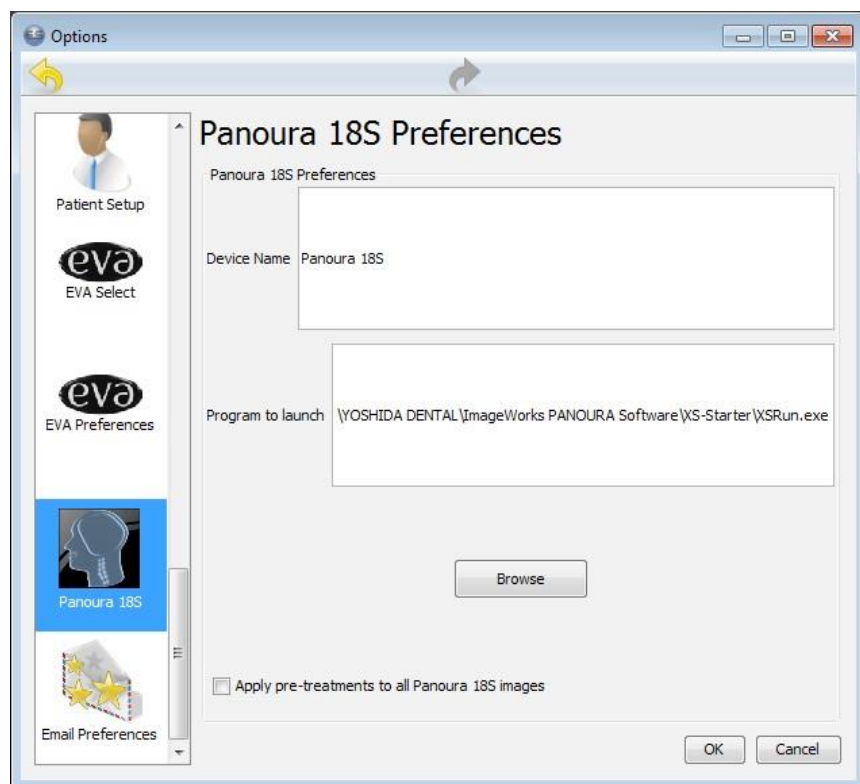 Options
Patient Setup
eva
EVA Select
eva
EVA Preferences
Panoura 18S
Email Preferences
Panoura 18S Preferences
Panoura 18S Preferences
Device Name Panoura 18S
Program to launch \YOSHIDA DENTAL\ImageWorks PANOURA Software\XS-Starter\XSRun.exe
Browse
Apply pre-treatments to all Panoura 18S images
OK Cancel